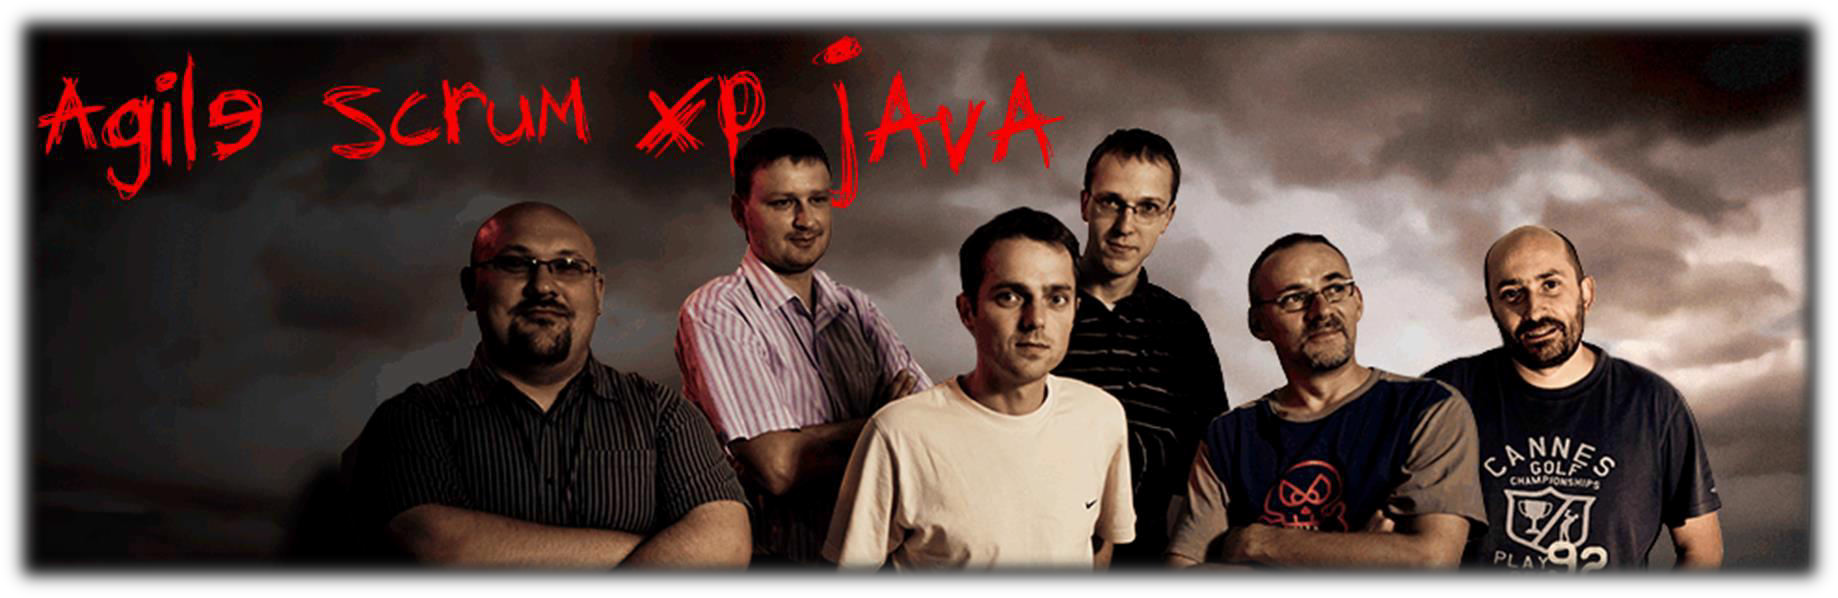 Agile scrum xp jAvA
CANNES
GOLF
CHAMPIONSHIPS
PLAY 92